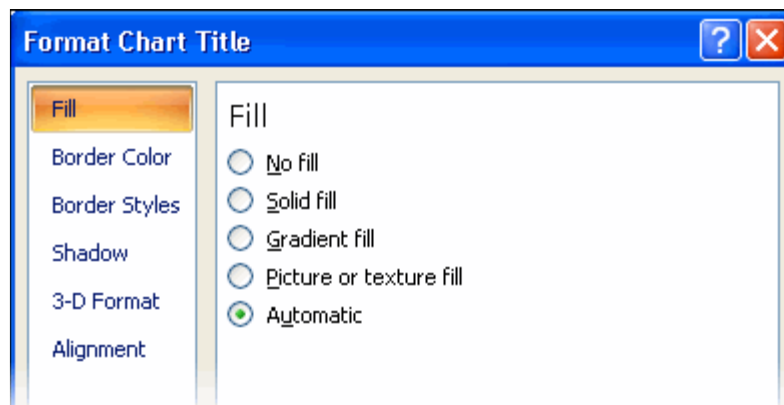 Format Chart Title
?
Fill
Border Color
Border Styles
Shadow
3-D Format
Alignment
Fill
No fill
Solid fill
Gradient fill
Picture or texture fill
Automatic